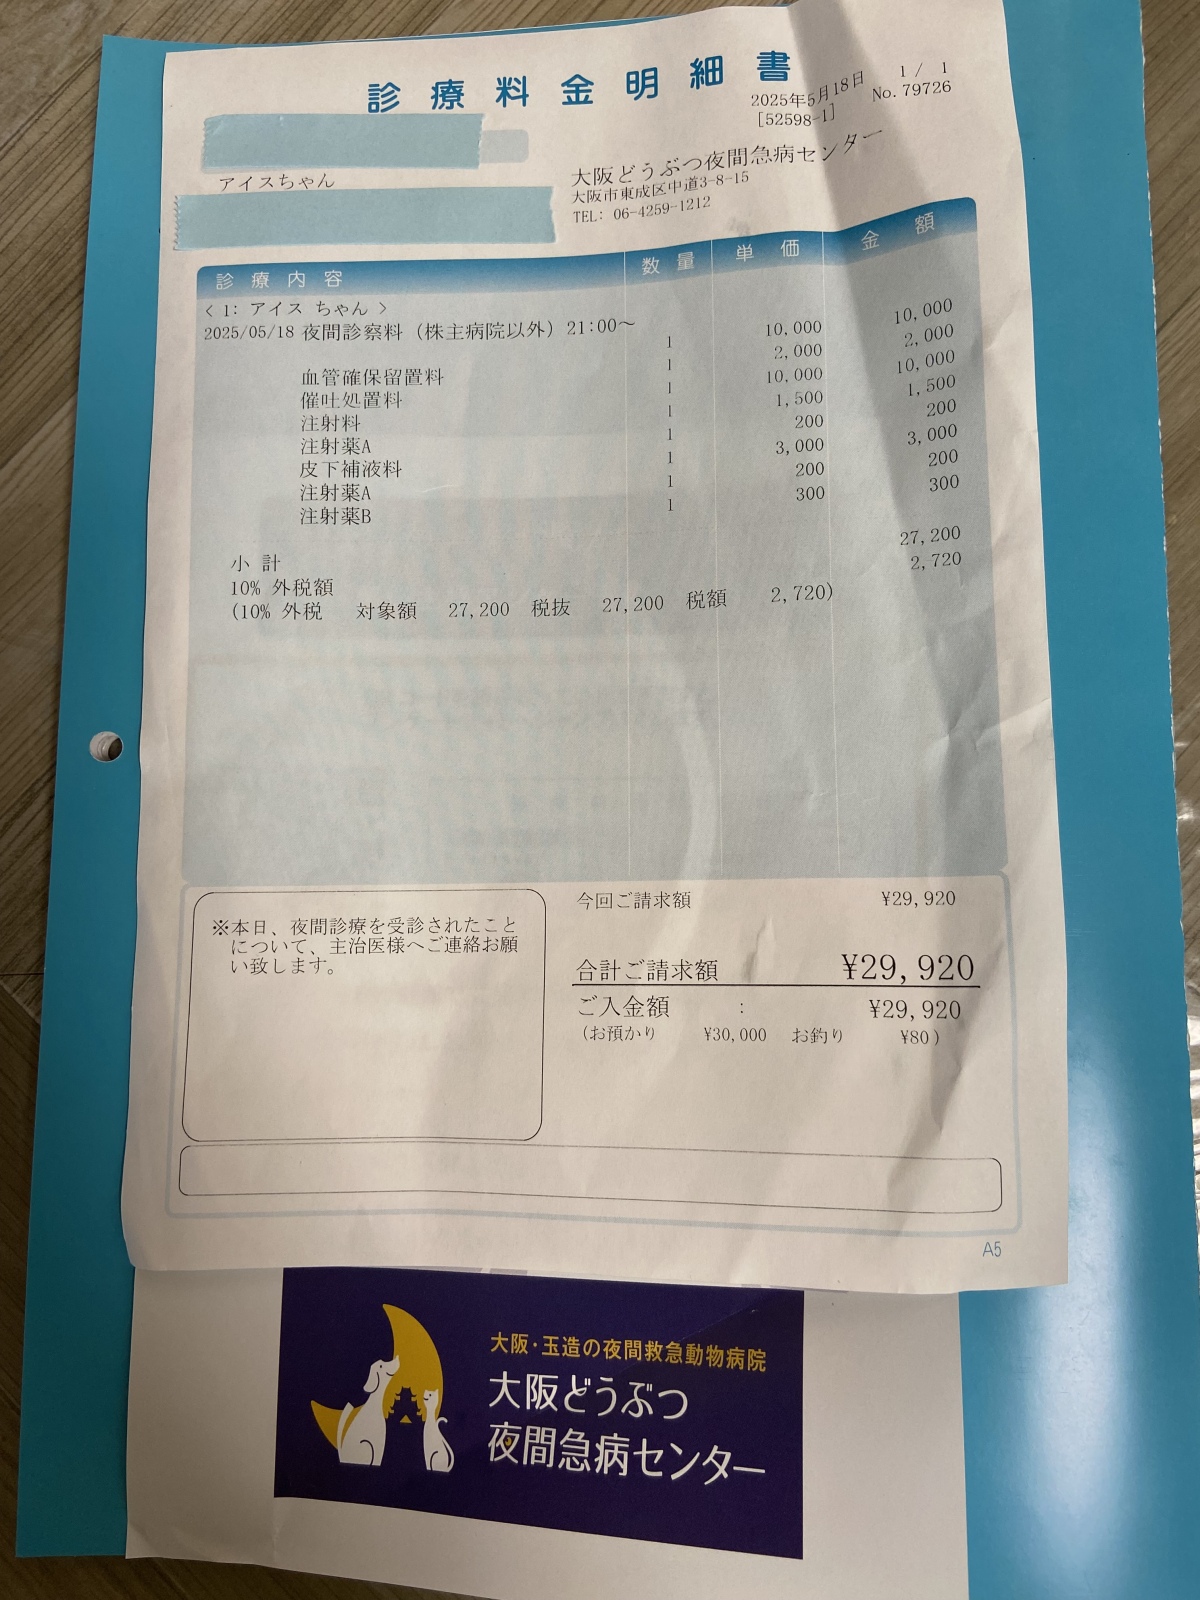 診療料金明細書
1/ 1
2025年5月18日 No.79726
[52598-1]
アイスちゃん
大阪どうぶつ夜間急病センター
大阪市東成区中道3-8-15
TEL: 06-4259-1212
診療内容 数量 単価 金額
< 1: アイス ちゃん >
2025/05/18 夜間診察料（株主病院以外）21:00～ 1 10,000 10,000
血管確保留置料 1 2,000 2,000
催吐処置料 1 10,000 10,000
注射料 1 1,500 1,500
注射薬A 1 200 200
皮下補液料 1 3,000 3,000
注射薬A 1 200 200
注射薬B 1 300 300
小 計 27,200
10% 外税額 2,720
(10% 外税 対象額 27,200 税抜 27,200 税額 2,720)
※本日、夜間診療を受診されたこと
について、主治医様へご連絡お願
い致します。
今回ご請求額 ¥29,920
合計ご請求額 ¥29,920
ご入金額 : ¥29,920
(お預かり ¥30,000 お釣り ¥80)
A5
大阪・玉造の夜間救急動物病院
大阪どうぶつ
夜間急病センター